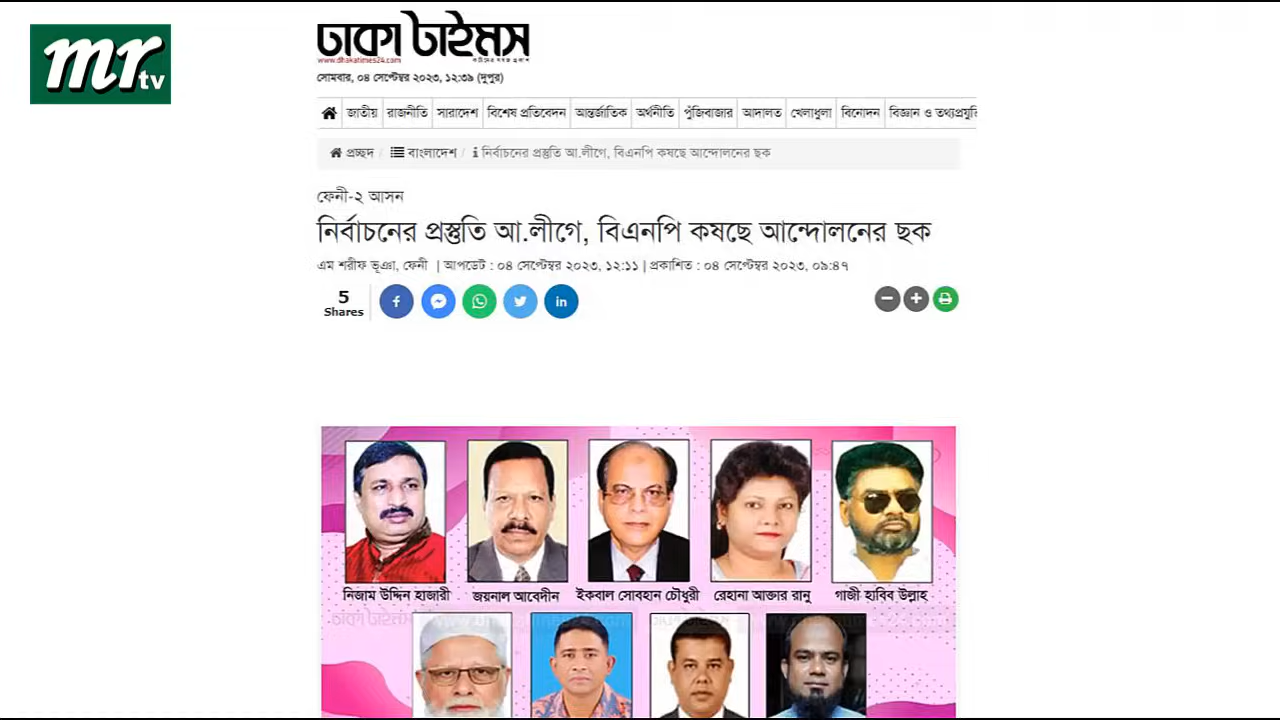 mr tv
ঢাকা টাইমস
www.dhakatimes24.com
সোমবার, ০৪ সেপ্টেম্বর ২০২৩, ১২:৩৯ (দুপুর)
জাতীয় রাজনীতি সারাদেশ বিশেষ প্রতিবেদন আন্তর্জাতিক অর্থনীতি পুঁজিবাজার আদালত খেলাধুলা বিনোদন বিজ্ঞান ও তথ্যপ্রযুক্তি
প্রচ্ছদ / বাংলাদেশ / নির্বাচনের প্রস্তুতি আ.লীগে, বিএনপি কষছে আন্দোলনের ছক
ফেনী-২ আসন
নির্বাচনের প্রস্তুতি আ.লীগে, বিএনপি কষছে আন্দোলনের ছক
এম শরীফ ভূঞা, ফেনী | আপডেট : ০৪ সেপ্টেম্বর ২০২৩, ১২:১১ | প্রকাশিত : ০৪ সেপ্টেম্বর ২০২৩, ০৯:৪৭
5
Shares
নিজাম উদ্দিন হাজারী জয়নাল আবেদীন ইকবাল সোবহান চৌধুরী রেহানা আক্তার রানু গাজী হাবিব উল্লাহ